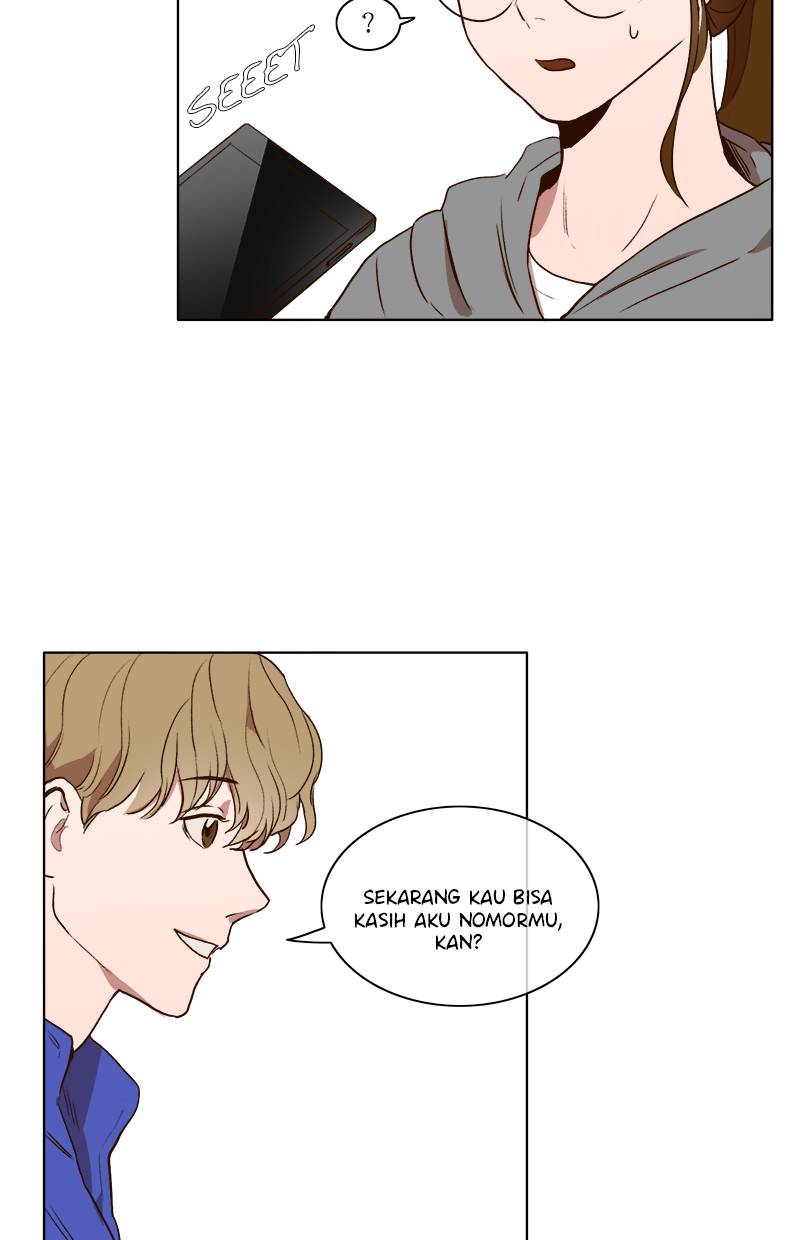 ?
SEEET
SEKARANG KAU BISA
KASIH AKU NOMORMU,
KAN?